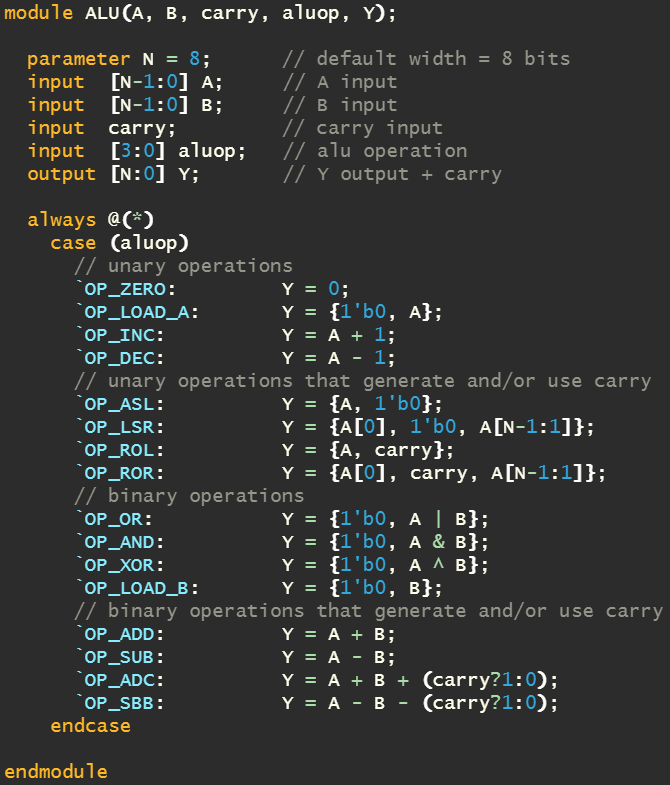 module ALU(A, B, carry, aluop, Y);

  parameter N = 8;      // default width = 8 bits
  input  [N-1:0] A;     // A input
  input  [N-1:0] B;     // B input
  input  carry;         // carry input
  input  [3:0] aluop;   // alu operation
  output [N:0] Y;       // Y output + carry

  always @(*)
    case (aluop)
      // unary operations
      `OP_ZERO:         Y = 0;
      `OP_LOAD_A:       Y = {1'b0, A};
      `OP_INC:          Y = A + 1;
      `OP_DEC:          Y = A - 1;
      // unary operations that generate and/or use carry
      `OP_ASL:          Y = {A, 1'b0};
      `OP_LSR:          Y = {A[0], 1'b0, A[N-1:1]};
      `OP_ROL:          Y = {A, carry};
      `OP_ROR:          Y = {A[0], carry, A[N-1:1]};
      // binary operations
      `OP_OR:           Y = {1'b0, A | B};
      `OP_AND:          Y = {1'b0, A & B};
      `OP_XOR:          Y = {1'b0, A ^ B};
      `OP_LOAD_B:       Y = {1'b0, B};
      // binary operations that generate and/or use carry
      `OP_ADD:          Y = A + B;
      `OP_SUB:          Y = A - B;
      `OP_ADC:          Y = A + B + (carry?1:0);
      `OP_SBB:          Y = A - B - (carry?1:0);
    endcase

endmodule